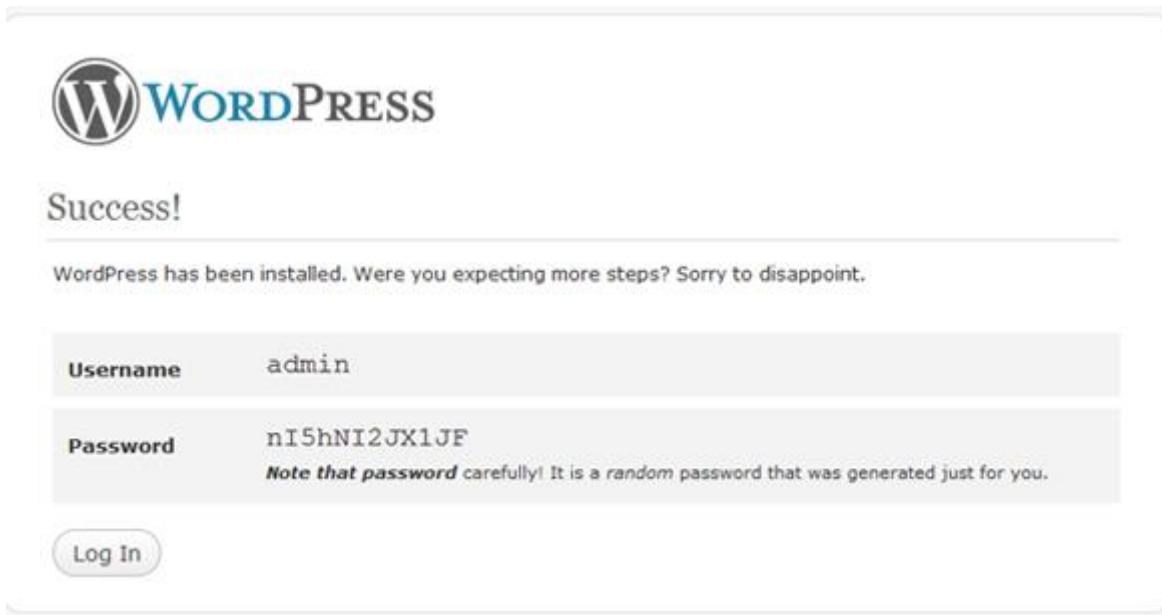 WORDPRESS
Success!
WordPress has been installed. Were you expecting more steps? Sorry to disappoint.
Username admin
Password nI5hNI2JX1JF
Note that password carefully! It is a random password that was generated just for you.
Log In